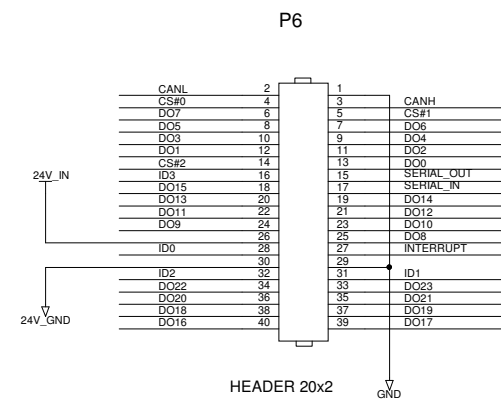 P6
2 1
CANL 4 3 CANH
CS#0 6 5 CS#1
DO7 8 7 DO6
DO5 10 9 DO4
DO3 12 11 DO2
DO1 14 13 DO0
CS#2 16 15 SERIAL_OUT
24V_IN ID3 18 17 SERIAL_IN
DO15 20 19 DO14
DO13 22 21 DO12
DO11 24 23 DO10
DO9 26 25 DO8
ID0 28 27 INTERRUPT
30 29
ID2 32 31 ID1
DO22 34 33 DO23
DO20 36 35 DO21
DO18 38 37 DO19
24V_GND DO16 40 39 DO17
HEADER 20x2
GND